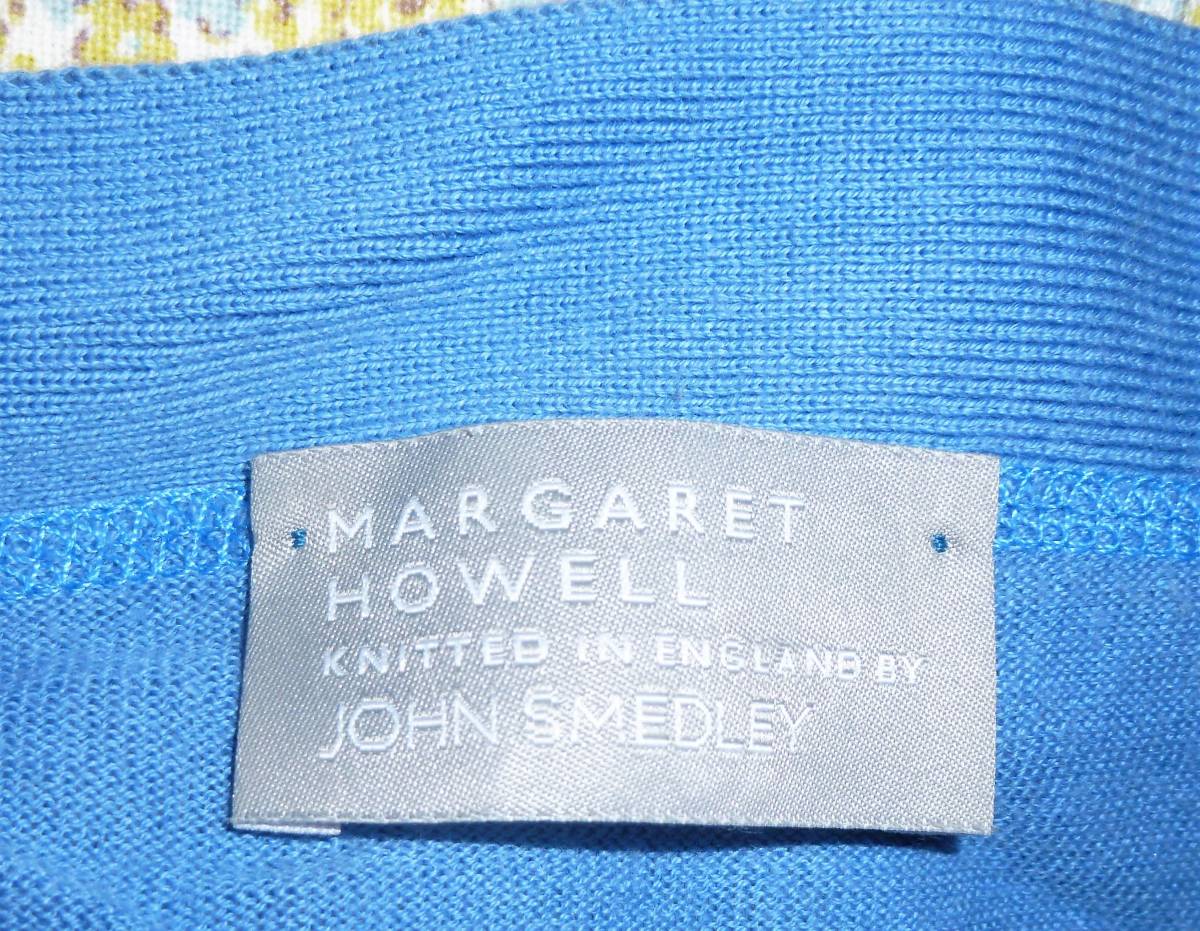 MARGARET
HOWELL
KNITTED IN ENGLAND BY
JOHN SMEDLEY